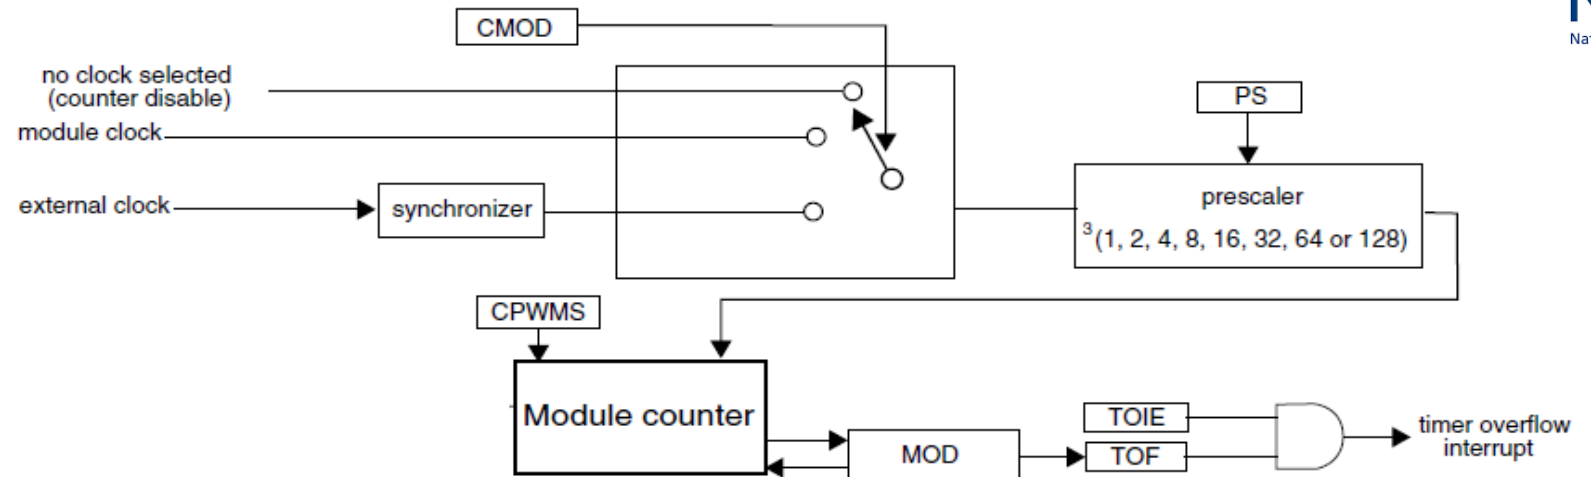 CMOD
Nat
no clock selected
(counter disable)
module clock
PS
external clock
synchronizer
prescaler
3(1, 2, 4, 8, 16, 32, 64 or 128)
CPWMS
Module counter
MOD
TOIE
TOF
timer overflow
interrupt